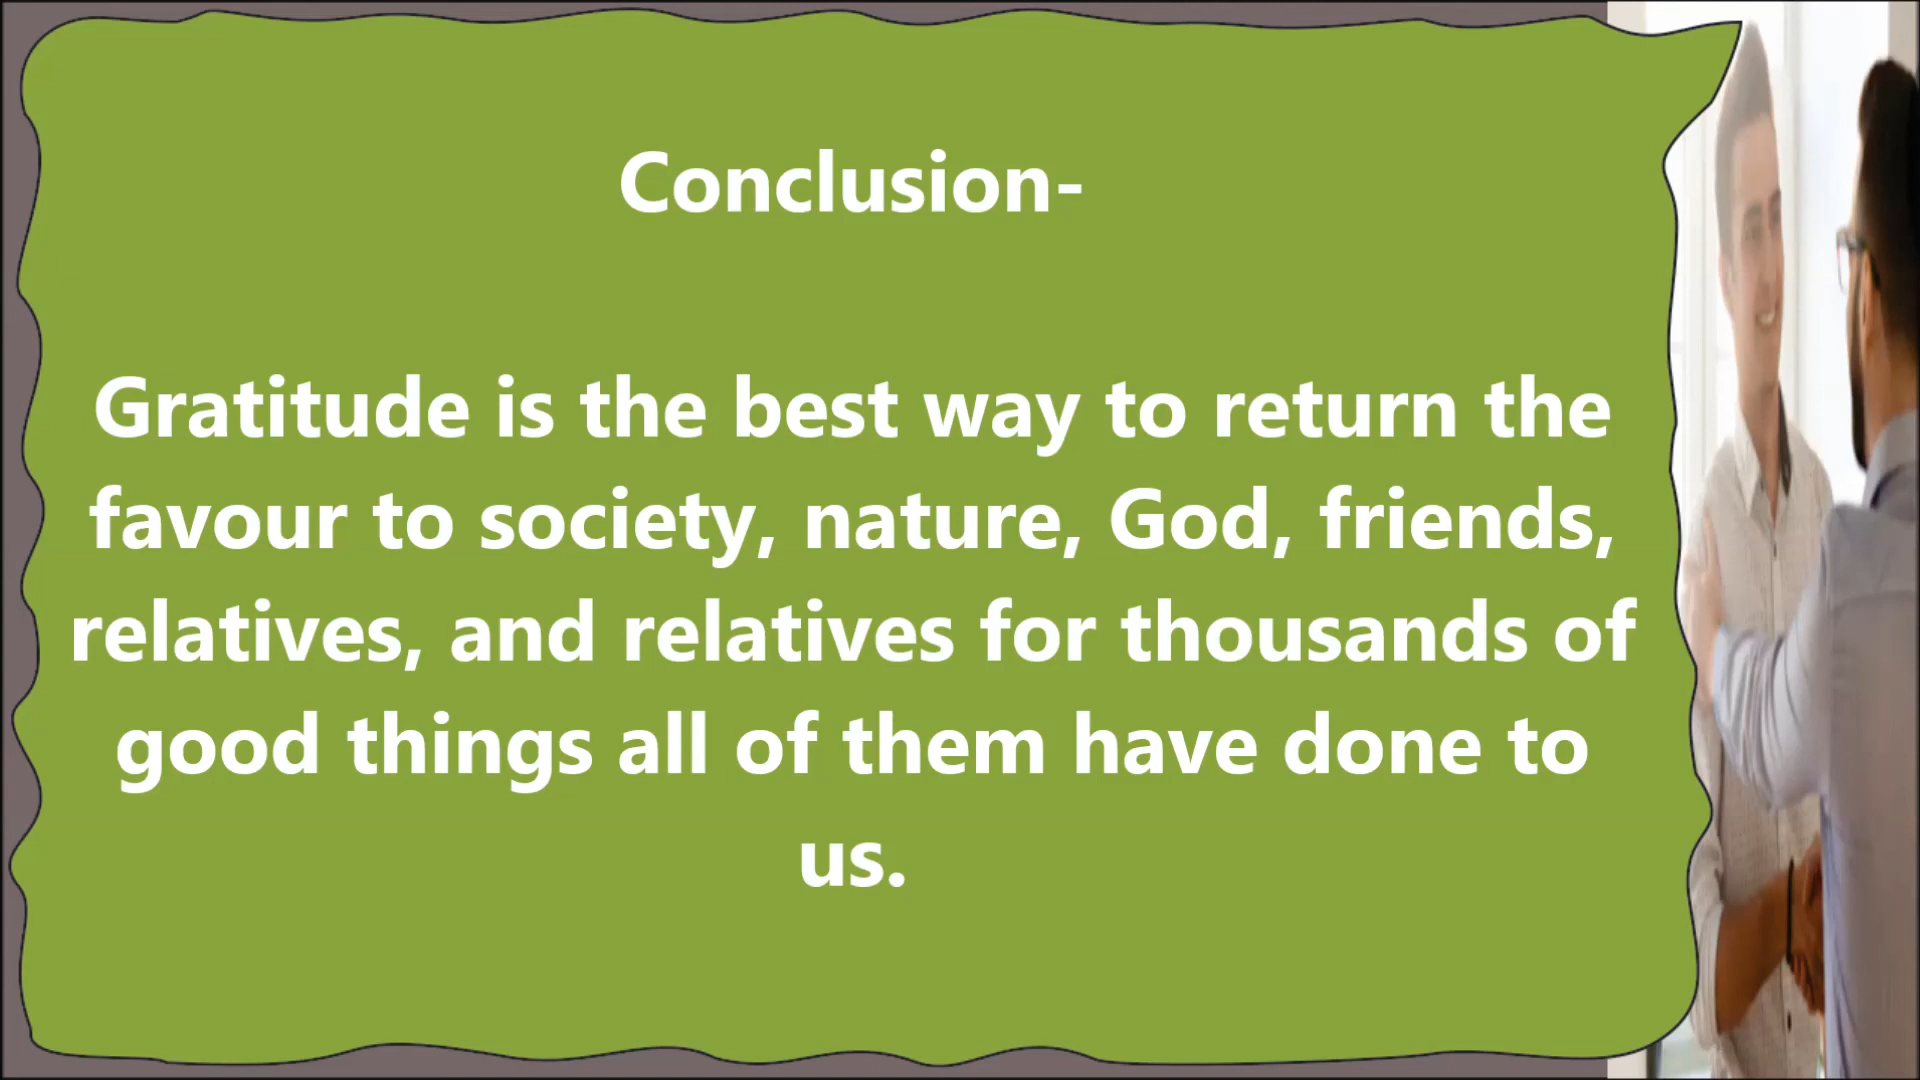 Conclusion-
Gratitude is the best way to return the
favour to society, nature, God, friends,
relatives, and relatives for thousands of
good things all of them have done to
us.